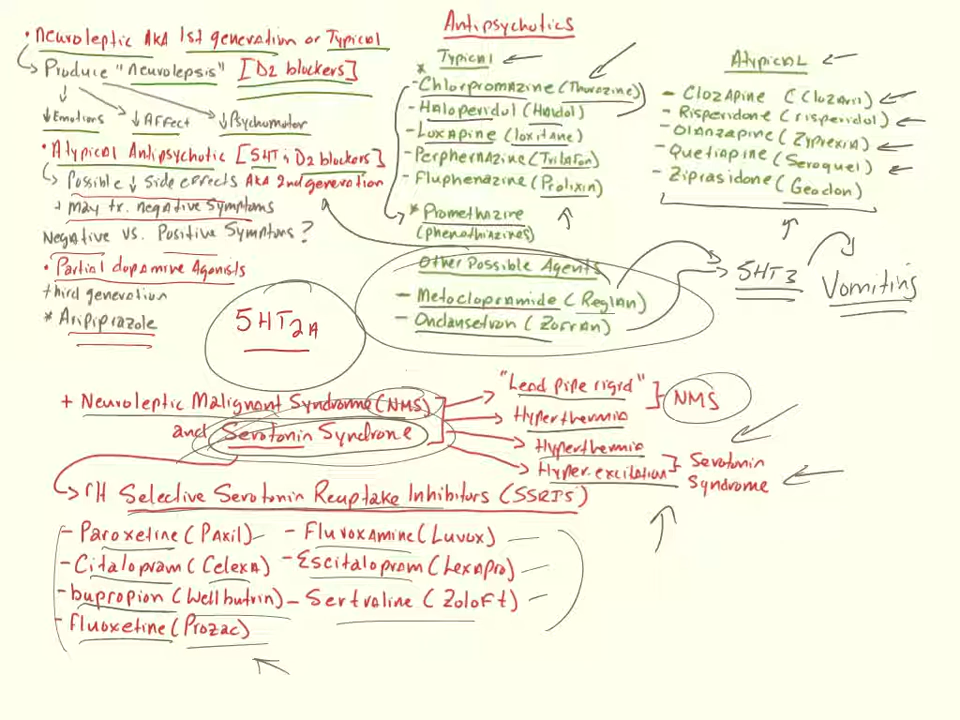 Antipsychotics
• Neuroleptic AKA 1st generation or Typical
Produce "Neurolepsis" [D2 blockers]
↓Emotions ↓Affect ↓Psychomotor
• Atypical Antipsychotic [5HT; D2 blockers]
Possible ↓ Side effects AKA 2nd generation
+ may tx. negative Symptoms
Negative vs. Positive Symptoms?
• Partial dopamine Agonists
third generation
* Aripiprazole
Typical
* - Chlorpromazine (Thorazine)
- Haloperidol (Haldol)
- Loxapine (loxitane)
- Perphernazine (Trilafon)
- Fluphenazine (Prolixin)
* Promethazine
(phenothiazines)
Atypical
- Clozapine (Clozaril)
- Risperidone (risperidol)
- Olanzapine (Zyprexia)
- Quetiapine (Seroquel)
- Ziprasidone (Geodon)
Other Possible Agents
- Metoclopramide (Reglan)
- Ondansetron (Zofran)
5HT3
Vomiting
5HT2A
+ Neuroleptic Malignant Syndrome (NMS)
and Serotonin Syndrome
"Lead pipe rigid"
Hyperthermia
NMS
Hyperthermia
Hyper-excitation
Serotonin
Syndrome
Selective Serotonin Reuptake Inhibitors (SSRIs)
- Paroxetine (Paxil)
- Citalopram (Celexa)
- bupropion (Wellbutrin)
- Fluoxetine (Prozac)
- Fluvoxamine (Luvox)
- Escitalopram (Lexapro)
- Sertraline (Zoloft)